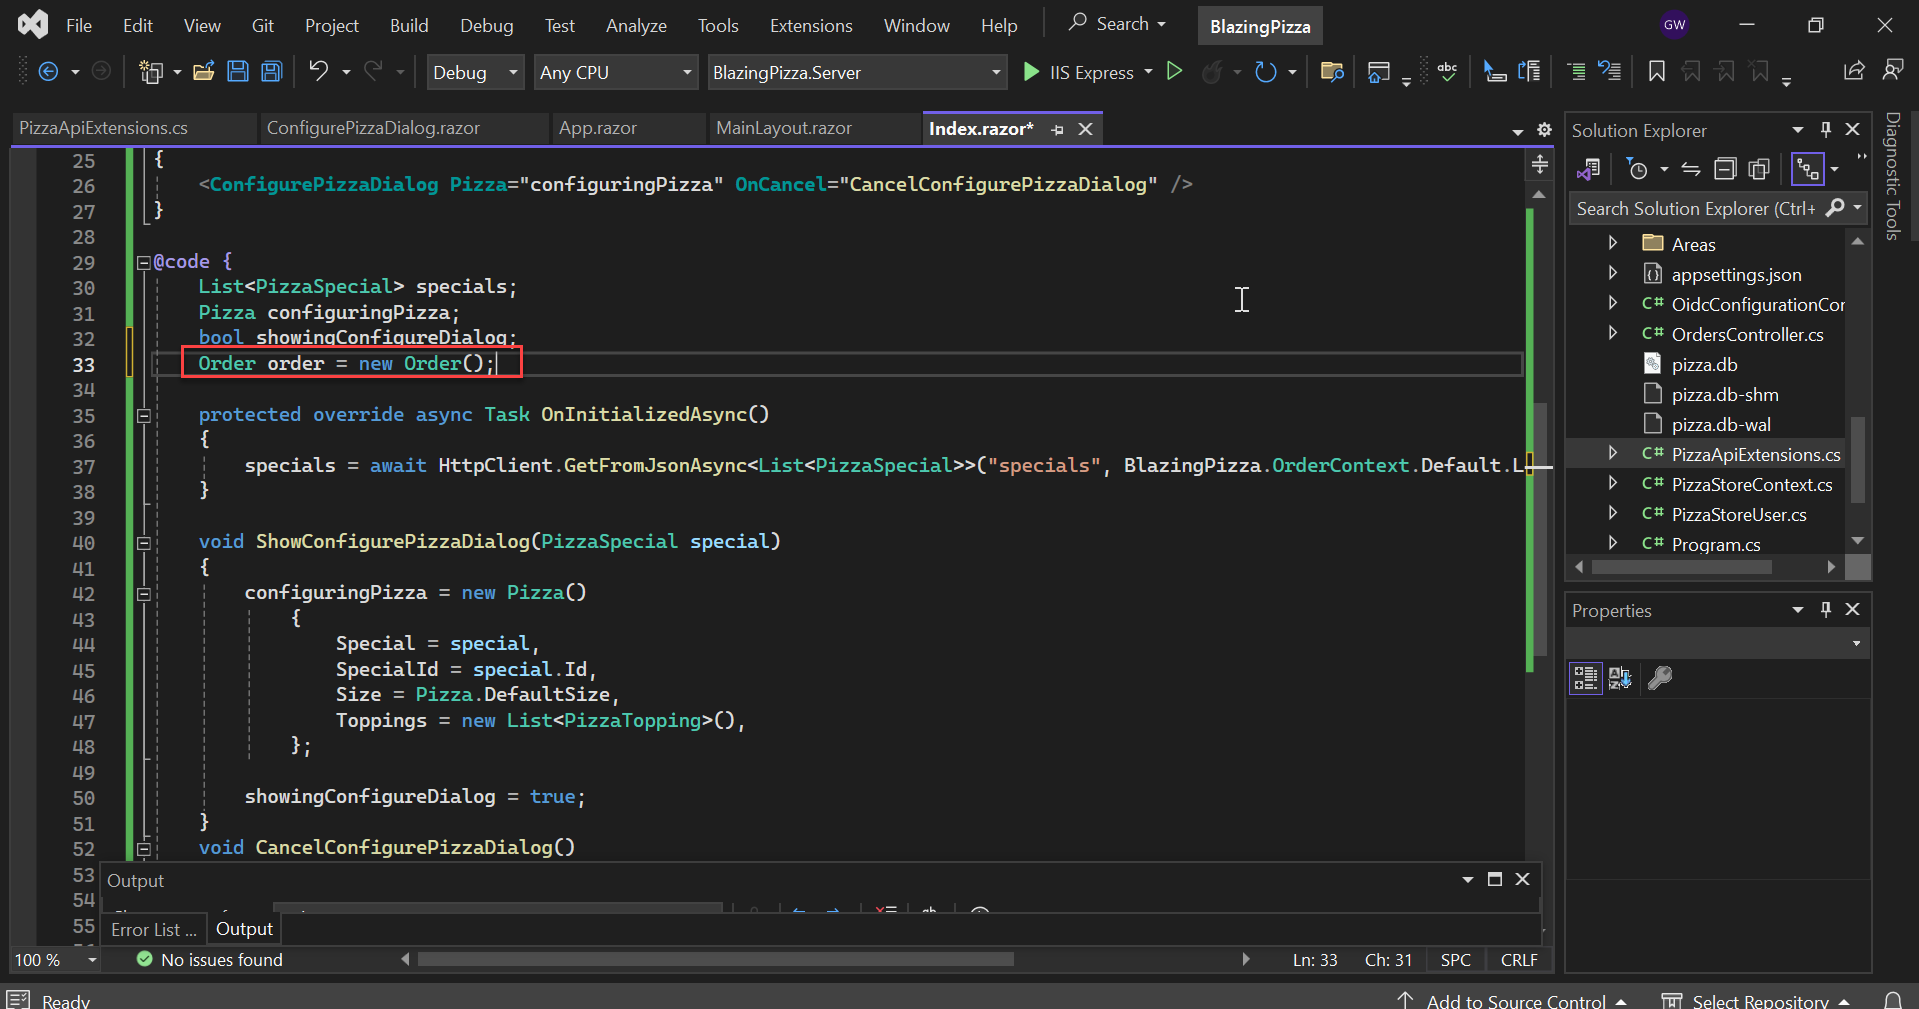 File Edit View Git Project Build Debug Test Analyze Tools Extensions Window Help Search BlazingPizza GW
Debug Any CPU BlazingPizza.Server IIS Express abc
PizzaApiExtensions.cs ConfigurePizzaDialog.razor App.razor MainLayout.razor Index.razor*
25 {
26 <ConfigurePizzaDialog Pizza="configuringPizza" OnCancel="CancelConfigurePizzaDialog" />
27 }
28
29 @code {
30 List<PizzaSpecial> specials;
31 Pizza configuringPizza;
32 bool showingConfigureDialog;
33 Order order = new Order();
34
35 protected override async Task OnInitializedAsync()
36 {
37 specials = await HttpClient.GetFromJsonAsync<List<PizzaSpecial>>("specials", BlazingPizza.OrderContext.Default.L
38 }
39
40 void ShowConfigurePizzaDialog(PizzaSpecial special)
41 {
42 configuringPizza = new Pizza()
43 {
44 Special = special,
45 SpecialId = special.Id,
46 Size = Pizza.DefaultSize,
47 Toppings = new List<PizzaTopping>(),
48 };
49
50 showingConfigureDialog = true;
51 }
52 void CancelConfigurePizzaDialog()
53
54
55
Output
Error List ... Output
100 % No issues found Ln: 33 Ch: 31 SPC CRLF
Solution Explorer
Search Solution Explorer (Ctrl+
Areas
appsettings.json
C# OidcConfigurationCor
C# OrdersController.cs
pizza.db
pizza.db-shm
pizza.db-wal
C# PizzaApiExtensions.cs
C# PizzaStoreContext.cs
C# PizzaStoreUser.cs
C# Program.cs
Properties
Diagnostic Tools
Ready Add to Source Control Select Repository